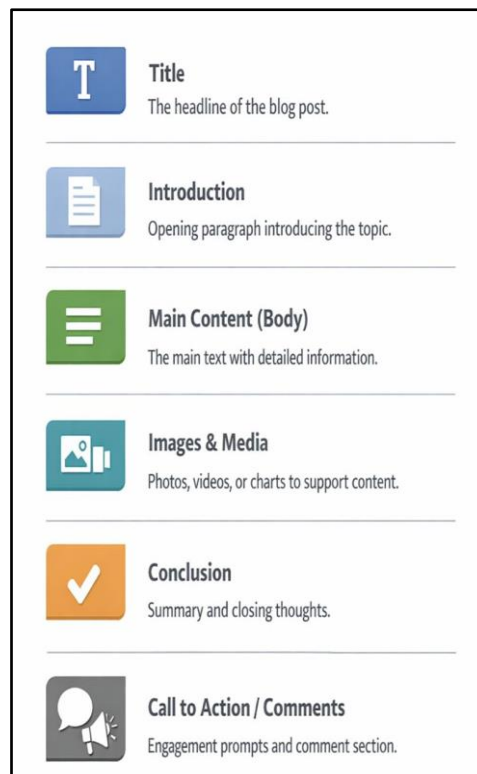 T
Title
The headline of the blog post.
Introduction
Opening paragraph introducing the topic.
Main Content (Body)
The main text with detailed information.
Images & Media
Photos, videos, or charts to support content.
Conclusion
Summary and closing thoughts.
Call to Action / Comments
Engagement prompts and comment section.